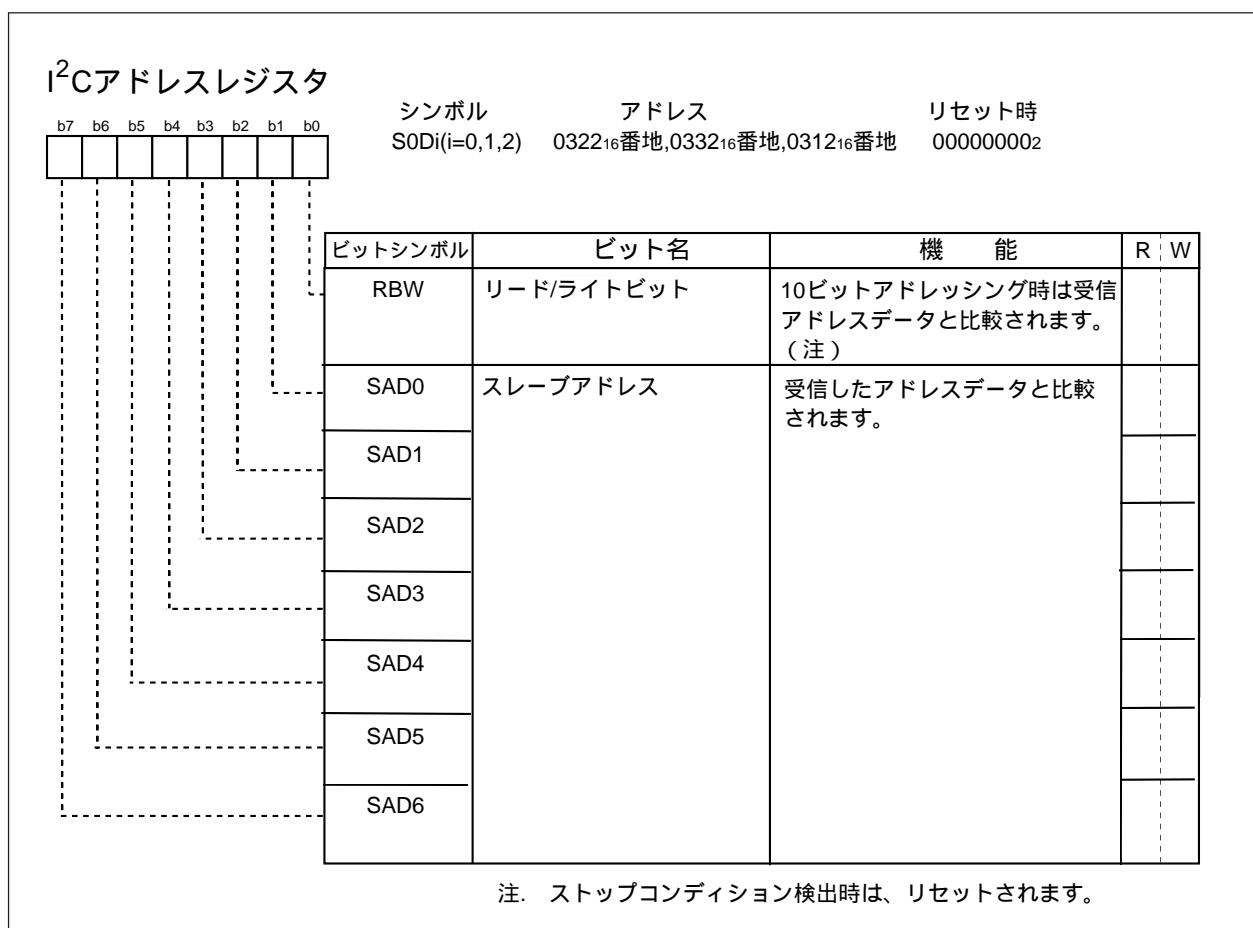 I²Cアドレスレジスタ
b7 b6 b5 b4 b3 b2 b1 b0
シンボル アドレス リセット時
S0Di(i=0,1,2) 0322₁₆番地,0332₁₆番地,0312₁₆番地 00000000₂
ビットシンボル ビット名 機 能 R W
RBW リード/ライトビット 10ビットアドレッシング時は受信
アドレスデータと比較されます。
(注)
SAD0 スレーブアドレス 受信したアドレスデータと比較
されます。
SAD1
SAD2
SAD3
SAD4
SAD5
SAD6
注. ストップコンディション検出時は、リセットされます。